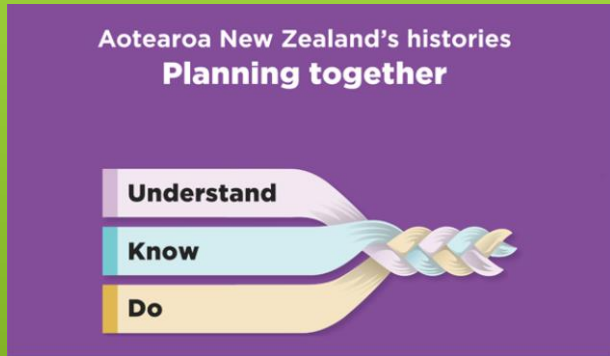 Aotearoa New Zealand's histories
Planning together
Understand
Know
Do